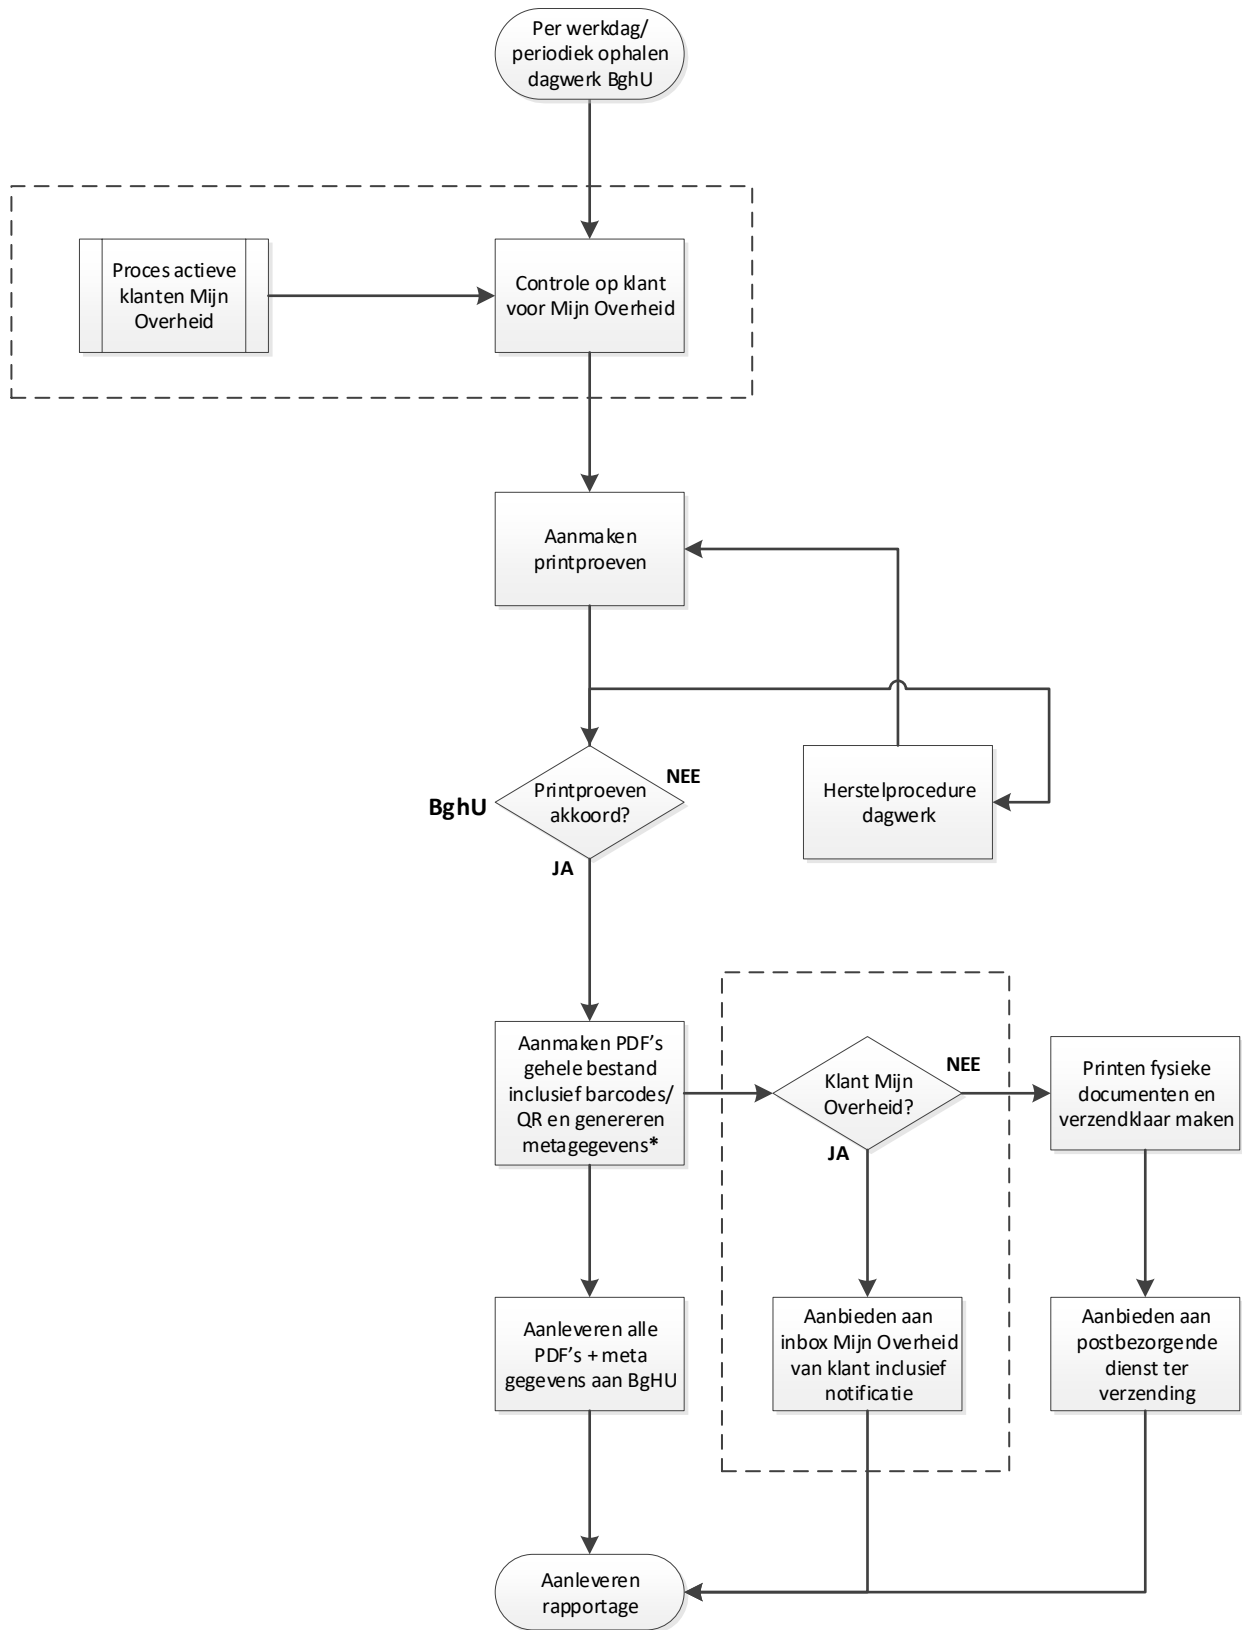 Per werkdag/
periodiek ophalen
dagwerk BghU
Proces actieve
klanten Mijn
Overheid
Controle op klant
voor Mijn Overheid
Aanmaken
printproeven
BghU
Printproeven
akkoord?
NEE
JA
Herstelprocedure
dagwerk
Aanmaken PDF’s
gehele bestand
inclusief barcodes/
QR en genereren
metagegevens*
Klant Mijn
Overheid?
NEE
JA
Printen fysieke
documenten en
verzendklaar maken
Aanleveren alle
PDF’s + meta
gegevens aan BgHU
Aanbieden aan
inbox Mijn Overheid
van klant inclusief
notificatie
Aanbieden aan
postbezorgende
dienst ter
verzending
Aanleveren
rapportage